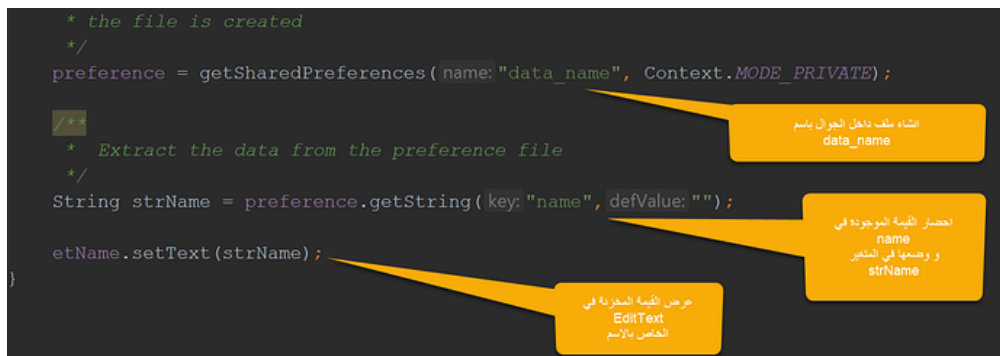 * the file is created
*/
preference = getSharedPreferences( name: "data_name", Context.MODE_PRIVATE);
انشاء ملف داخل الجوال باسم
data_name
/**
* Extract the data from the preference file
*/
String strName = preference.getString( key: "name", defValue: "");
احضار القيمة الموجودة في
name
و وضعها في المتغير
strName
etName.setText(strName);
}
عرض القيمة المخزنة في
EditText
الخاص بالاسم